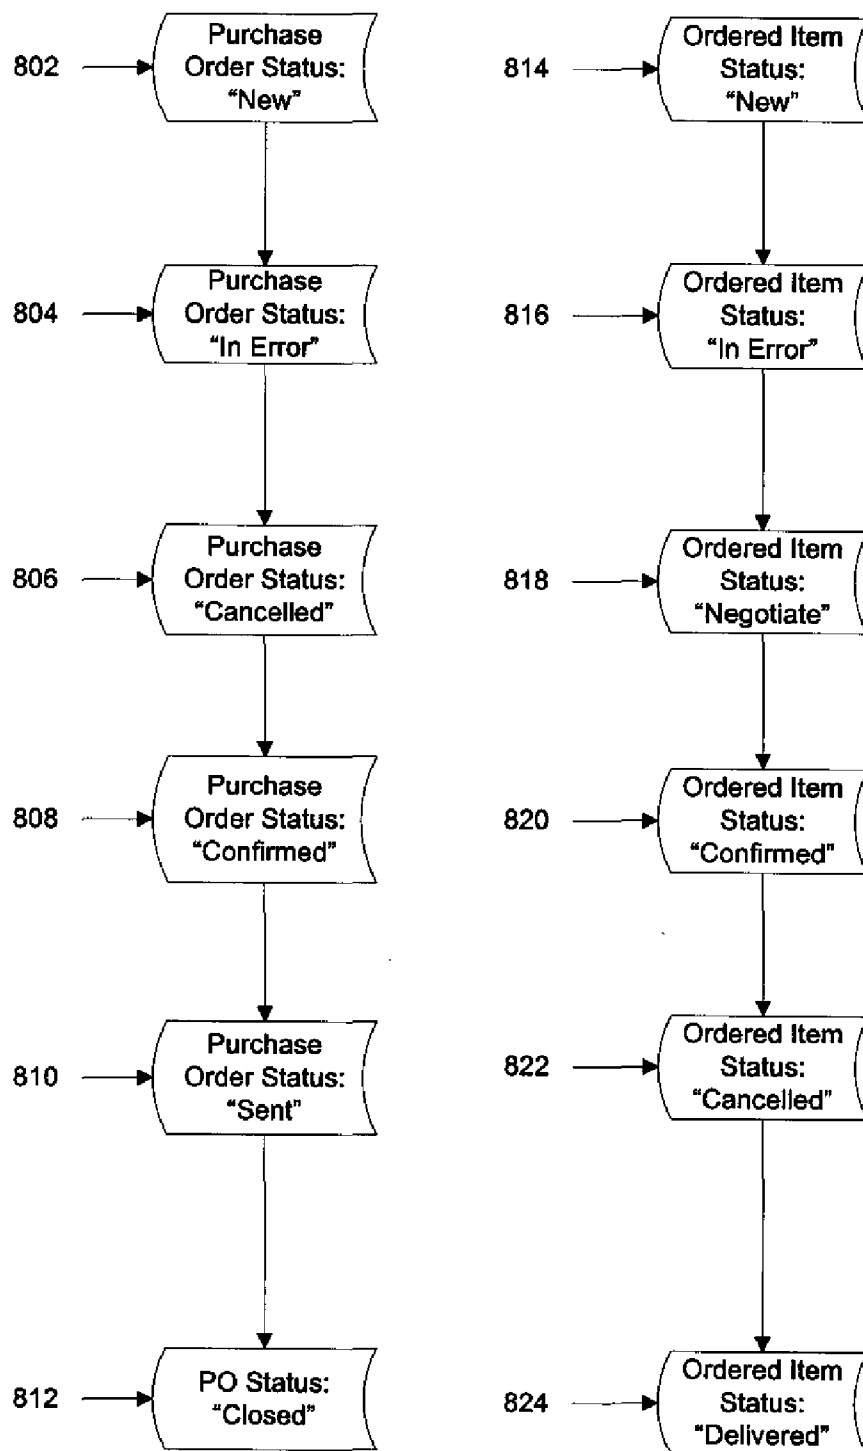 802
Purchase
Order Status:
“New”
814
Ordered Item
Status:
“New”
804
Purchase
Order Status:
“In Error”
816
Ordered Item
Status:
“In Error”
806
Purchase
Order Status:
“Cancelled”
818
Ordered Item
Status:
“Negotiate”
808
Purchase
Order Status:
“Confirmed”
820
Ordered Item
Status:
“Confirmed”
810
Purchase
Order Status:
“Sent”
822
Ordered Item
Status:
“Cancelled”
812
PO Status:
“Closed”
824
Ordered Item
Status:
“Delivered”